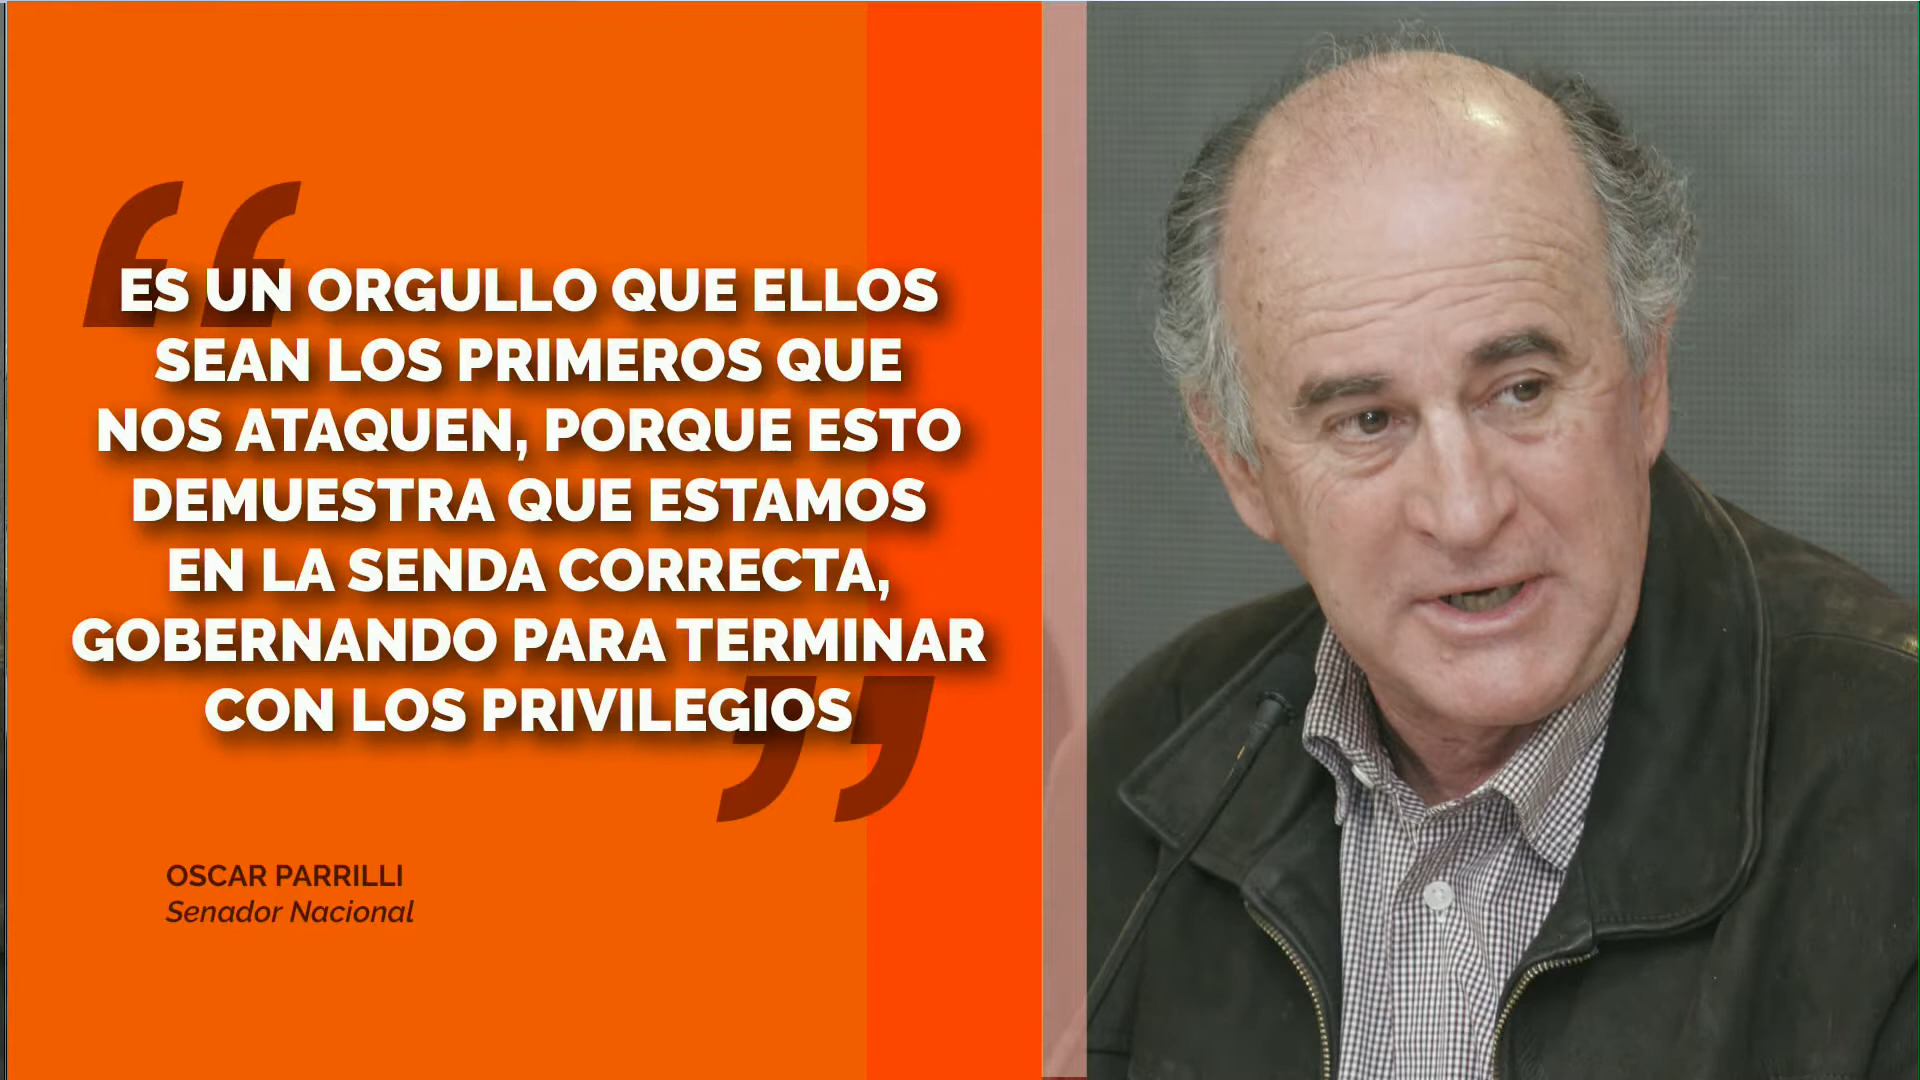 ES UN ORGULLO QUE ELLOS
SEAN LOS PRIMEROS QUE
NOS ATAQUEN, PORQUE ESTO
DEMUESTRA QUE ESTAMOS
EN LA SENDA CORRECTA,
GOBERNANDO PARA TERMINAR
CON LOS PRIVILEGIOS
OSCAR PARRILLI
Senador Nacional